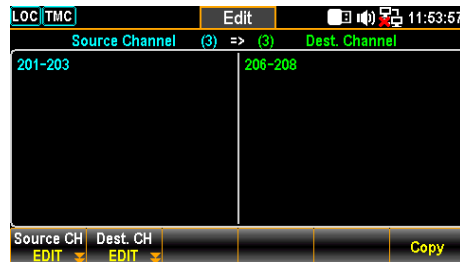 LOC TMC Edit 11:53:57
Source Channel (3) => (3) Dest. Channel
201-203 206-208
Source CH Dest. CH
EDIT EDIT Copy